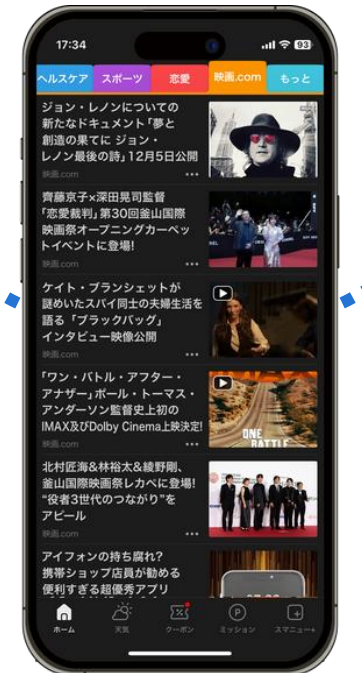 17:34
93
ヘルスケア
スポーツ
恋愛
映画.com
もっと
ジョン・レノンについての
新たなドキュメント「夢と
創造の果てに ジョン・
レノン最後の詩」12月5日公開
映画.com
齊藤京子×深田晃司監督
「恋愛裁判」第30回釜山国際
映画祭オープニングカーペッ
トイベントに登場!
映画.com
ケイト・ブランシェットが
謎めいたスパイ同士の夫婦生活を
語る「ブラックバッグ」
インタビュー映像公開
映画.com
「ワン・バトル・アフター・
アナザー」ポール・トーマス・
アンダーソン監督史上初の
IMAX及びDolby Cinema上映決定!
映画.com
ONE
BATTLE
北村匠海&林裕太&綾野剛、
釜山国際映画祭レカペに登場!
“役者3世代のつながり”を
アピール
映画.com
アイフォンの持ち腐れ?
携帯ショップ店員が勧める
便利すぎる超優秀アプリ
ホーム
天気
クーポン
P
ミッション
スマニュー+